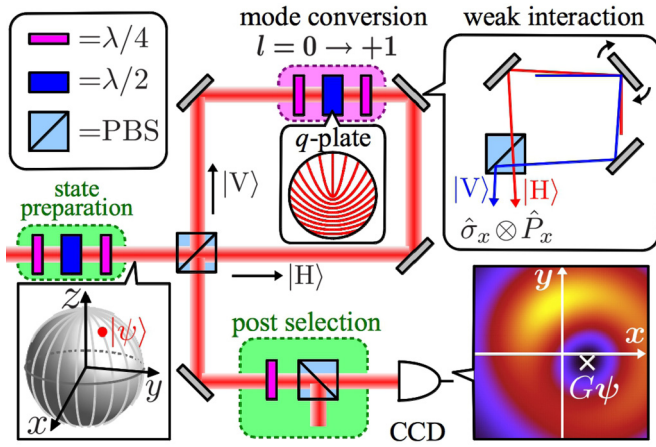 =λ/4
=λ/2
=PBS
mode conversion
l = 0 → +1
q-plate
weak interaction
|V⟩
|H⟩
σ̂ₓ ⊗ P̂ₓ
state
preparation
|V⟩
|H⟩
z
|ψ⟩
y
x
post selection
CCD
y
x
Gψ